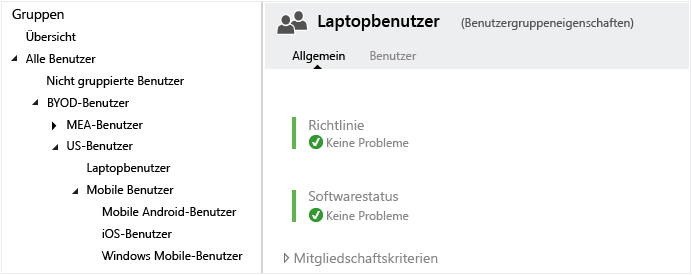 Gruppen
Übersicht
Alle Benutzer
Nicht gruppierte Benutzer
BYOD-Benutzer
MEA-Benutzer
US-Benutzer
Laptopbenutzer
Mobile Benutzer
Mobile Android-Benutzer
iOS-Benutzer
Windows Mobile-Benutzer
Laptopbenutzer (Benutzergruppeneigenschaften)
Allgemein Benutzer
Richtlinie
Keine Probleme
Softwarestatus
Keine Probleme
Mitgliedschaftskriterien